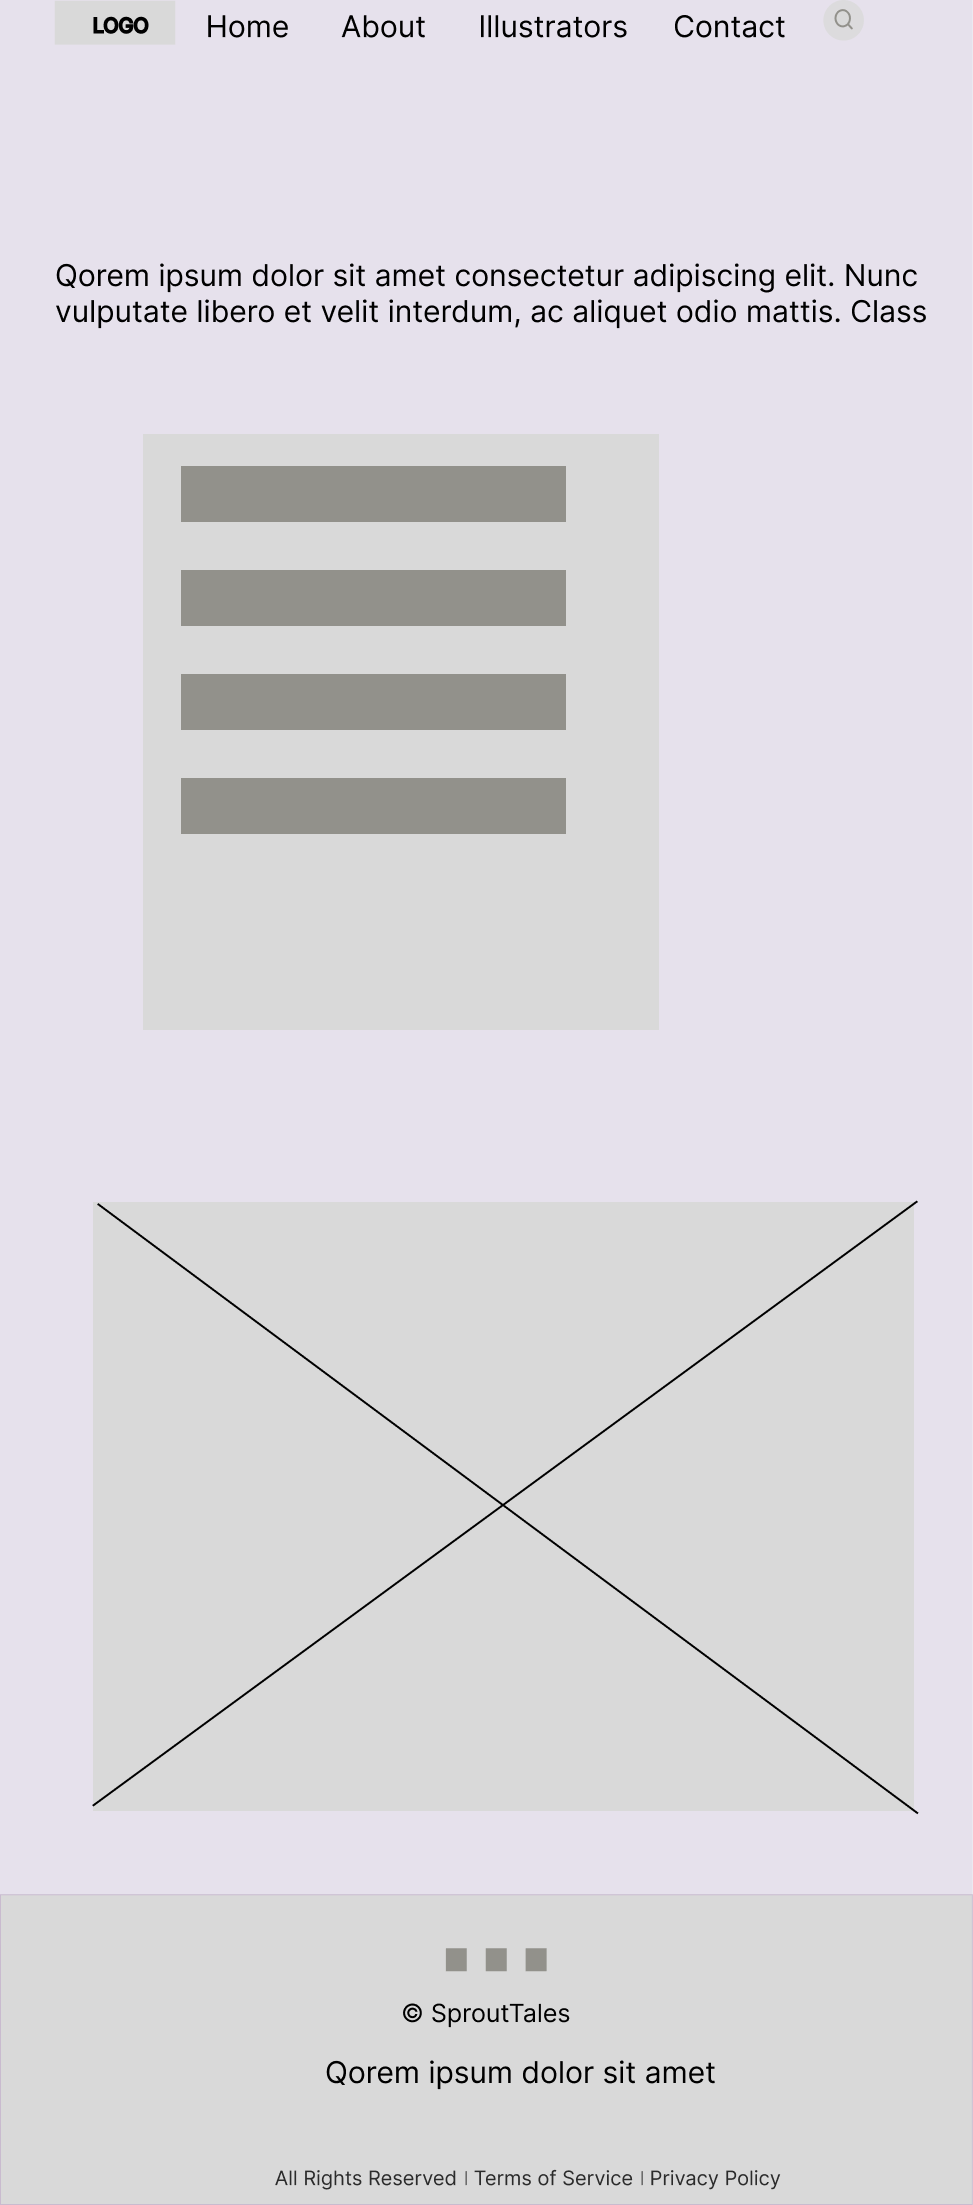 LOGO Home About Illustrators Contact
Qorem ipsum dolor sit amet consectetur adipiscing elit. Nunc
vulputate libero et velit interdum, ac aliquet odio mattis. Class
© SproutTales
Qorem ipsum dolor sit amet
All Rights Reserved | Terms of Service | Privacy Policy